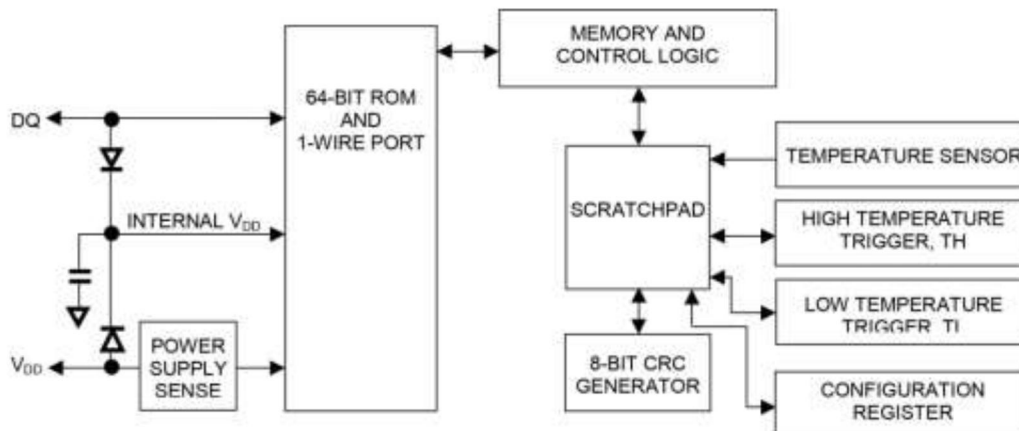 MEMORY AND
CONTROL LOGIC
64-BIT ROM
AND
1-WIRE PORT
DQ
INTERNAL VDD
VDD
POWER
SUPPLY
SENSE
SCRATCHPAD
8-BIT CRC
GENERATOR
TEMPERATURE SENSOR
HIGH TEMPERATURE
TRIGGER, TH
LOW TEMPERATURE
TRIGGER, TL
CONFIGURATION
REGISTER